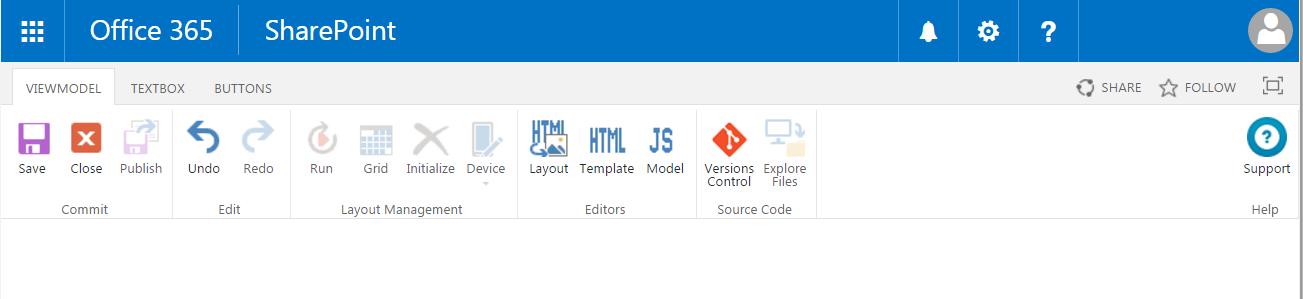 Office 365 SharePoint ?
VIEWMODEL TEXTBOX BUTTONS SHARE FOLLOW
HTML HTML JS ?
Save Close Publish Undo Redo Run Grid Initialize Device Layout Template Model Versions Control Explore Files Support
Commit Edit Layout Management Editors Source Code Help